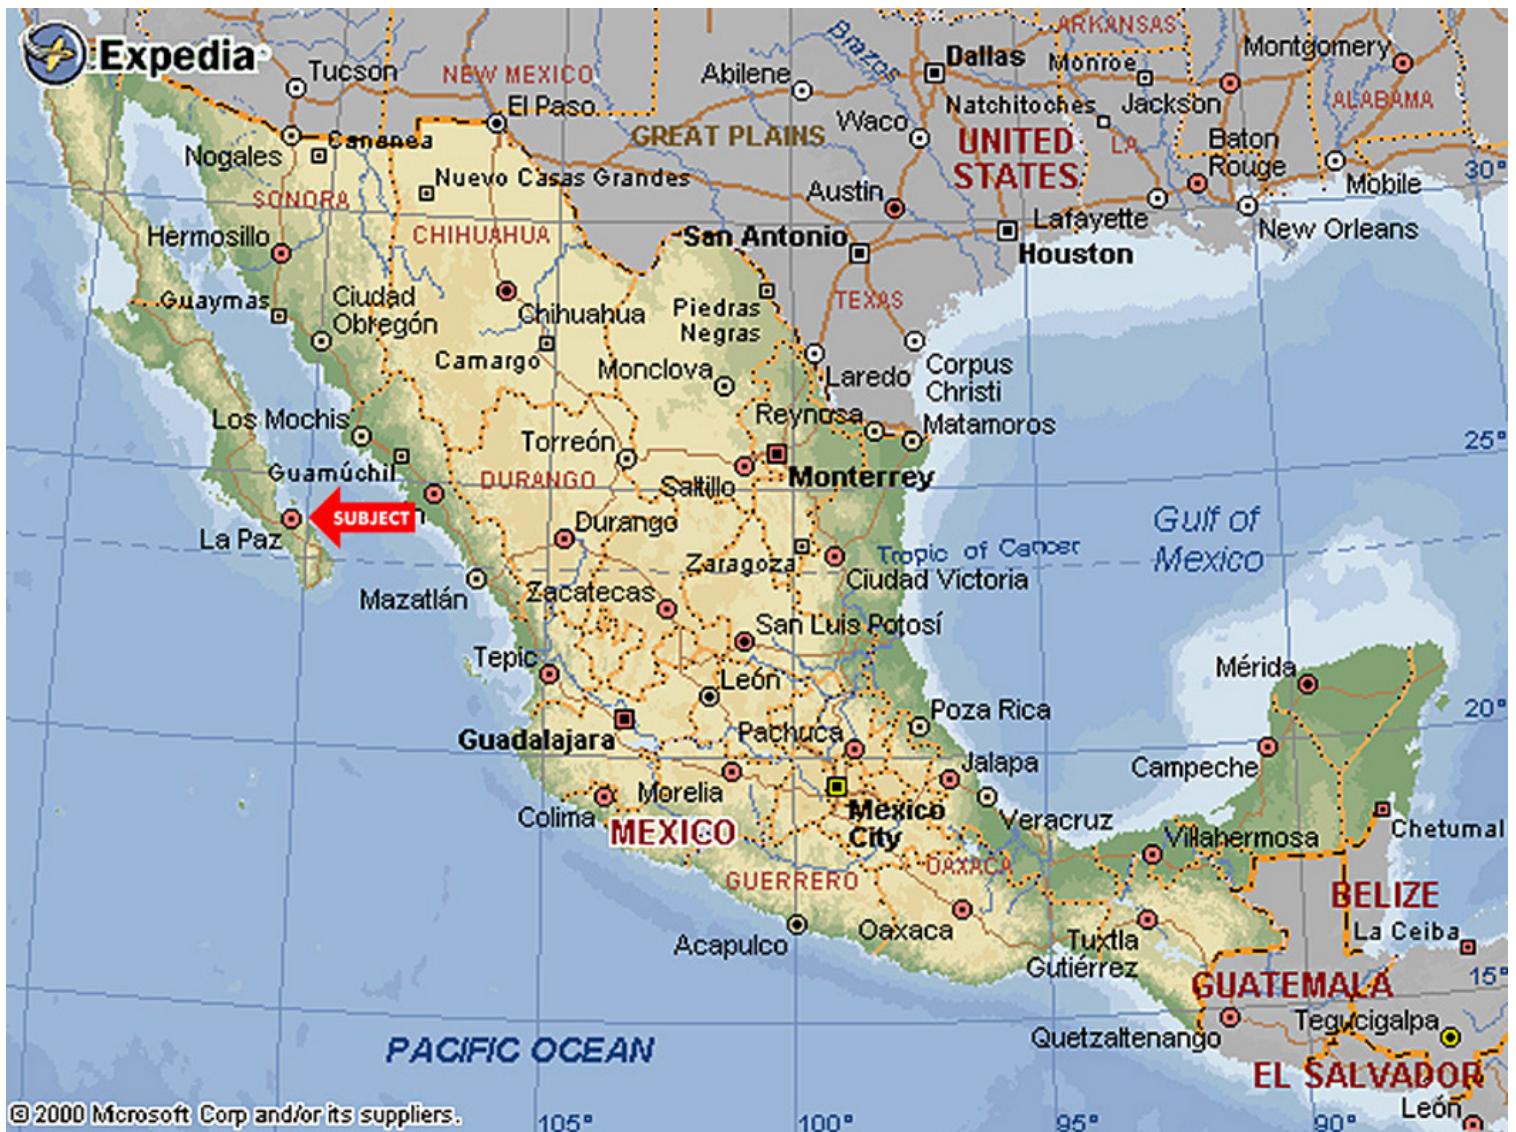 Expedia
ARKANSAS
Tucson
NEW MEXICO
Abilene
Brazos
Dallas
Monroe
Montgomery
El Paso
Natchitoches
Jackson
ALABAMA
GREAT PLAINS
Waco
UNITED
STATES
LA
Baton
Rouge
30°
Nogales
Cananea
Nuevo Casas Grandes
Austin
Mobile
SONORA
Lafayette
New Orleans
Hermosillo
CHIHUAHUA
San Antonio
Houston
Guaymas
Ciudad
Obregón
Chihuahua
Piedras
Negras
TEXAS
Camargo
Monclova
Laredo
Corpus
Christi
Los Mochis
Torreón
Reynosa
Matamoros
25°
Guamúchil
DURANGO
Saltillo
Monterrey
SUBJECT
n
La Paz
Durango
Zaragoza
Tropic of Cancer
Gulf of
Mexico
Mazatlán
Zacatecas
Ciudad Victoria
San Luis Potosí
Tepic
León
Mérida
Poza Rica
20°
Guadalajara
Pachuca
Jalapa
Campeche
Colima
Morelia
MEXICO
Mexico
City
Veracruz
Villahermosa
Chetumal
GUERRERO
OAXACA
BELIZE
Acapulco
Oaxaca
Tuxtla
Gutiérrez
La Ceiba
GUATEMALA
15°
PACIFIC OCEAN
Quetzaltenango
Tegucigalpa
EL SALVADOR
© 2000 Microsoft Corp and/or its suppliers.
105°
100°
95°
90°
León